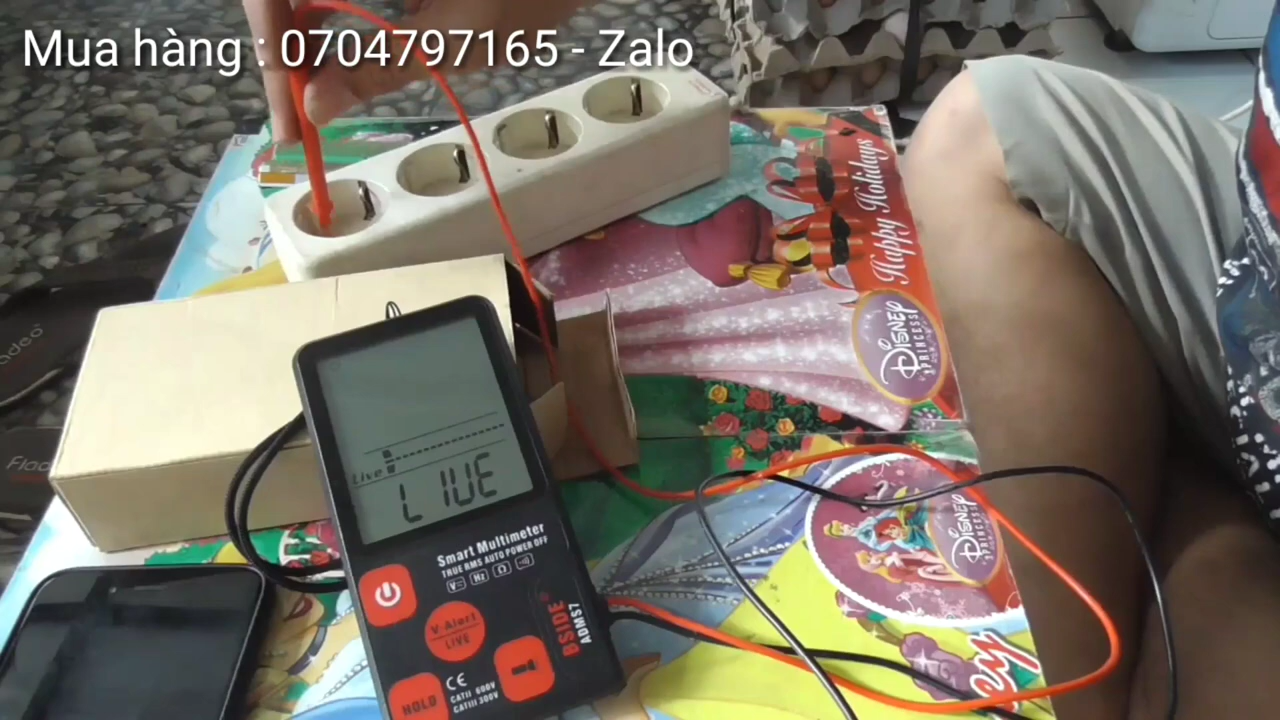 Mua hàng : 0704797165 - Zalo
Happy Holidays
DISNEY
PRINCESS
Live
LIVE
DISNEY
PRINCESS
Smart Multimeter
TRUE RMS AUTO POWER OFF
V Hz Ω
V-Alert
LIVE
BSIDE
ADMS7
HOLD
CE
CATII 600V
CATIII 300V